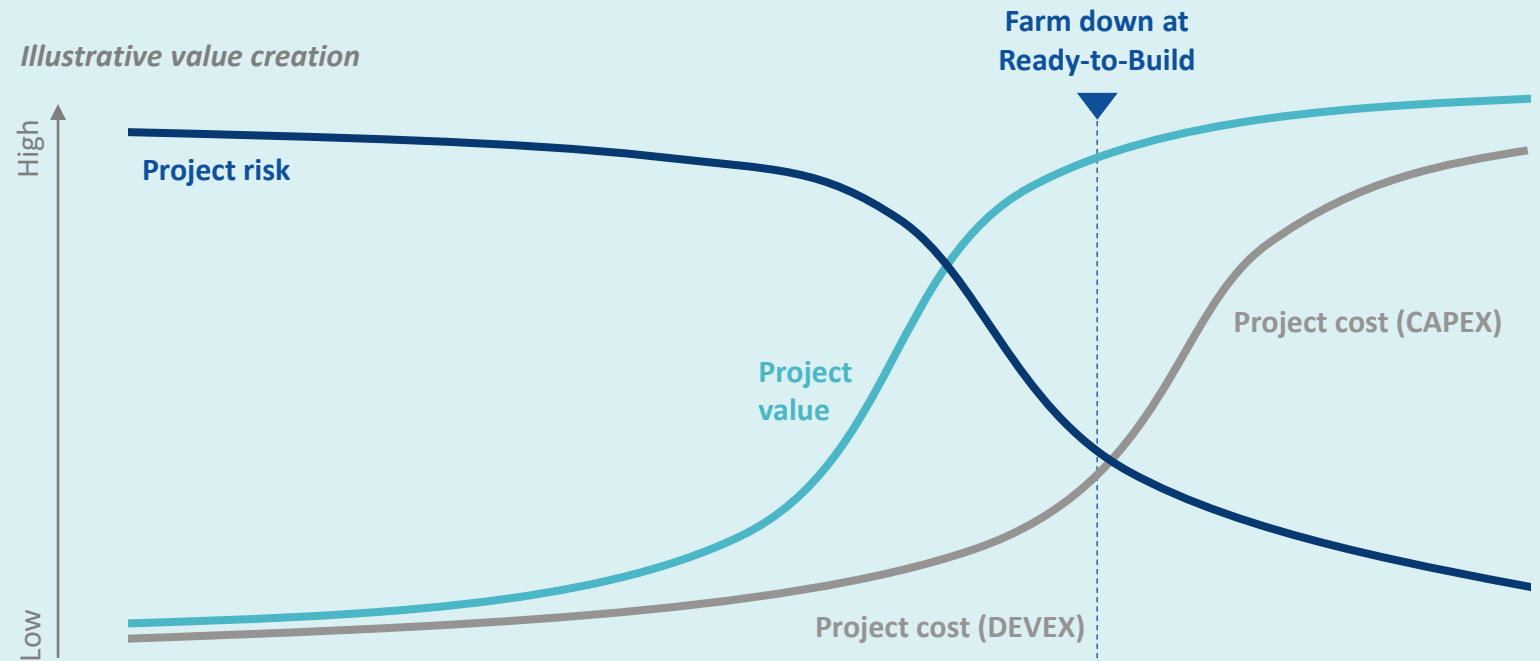 Farm down at
Ready-to-Build
Illustrative value creation
High
Project risk
Project cost (CAPEX)
Project
value
Project cost (DEVEX)
Low